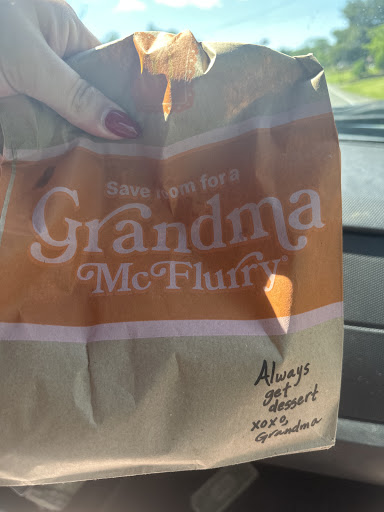 Save room for a
Grandma
McFlurry®
Always
get
dessert
xoxo,
Grandma